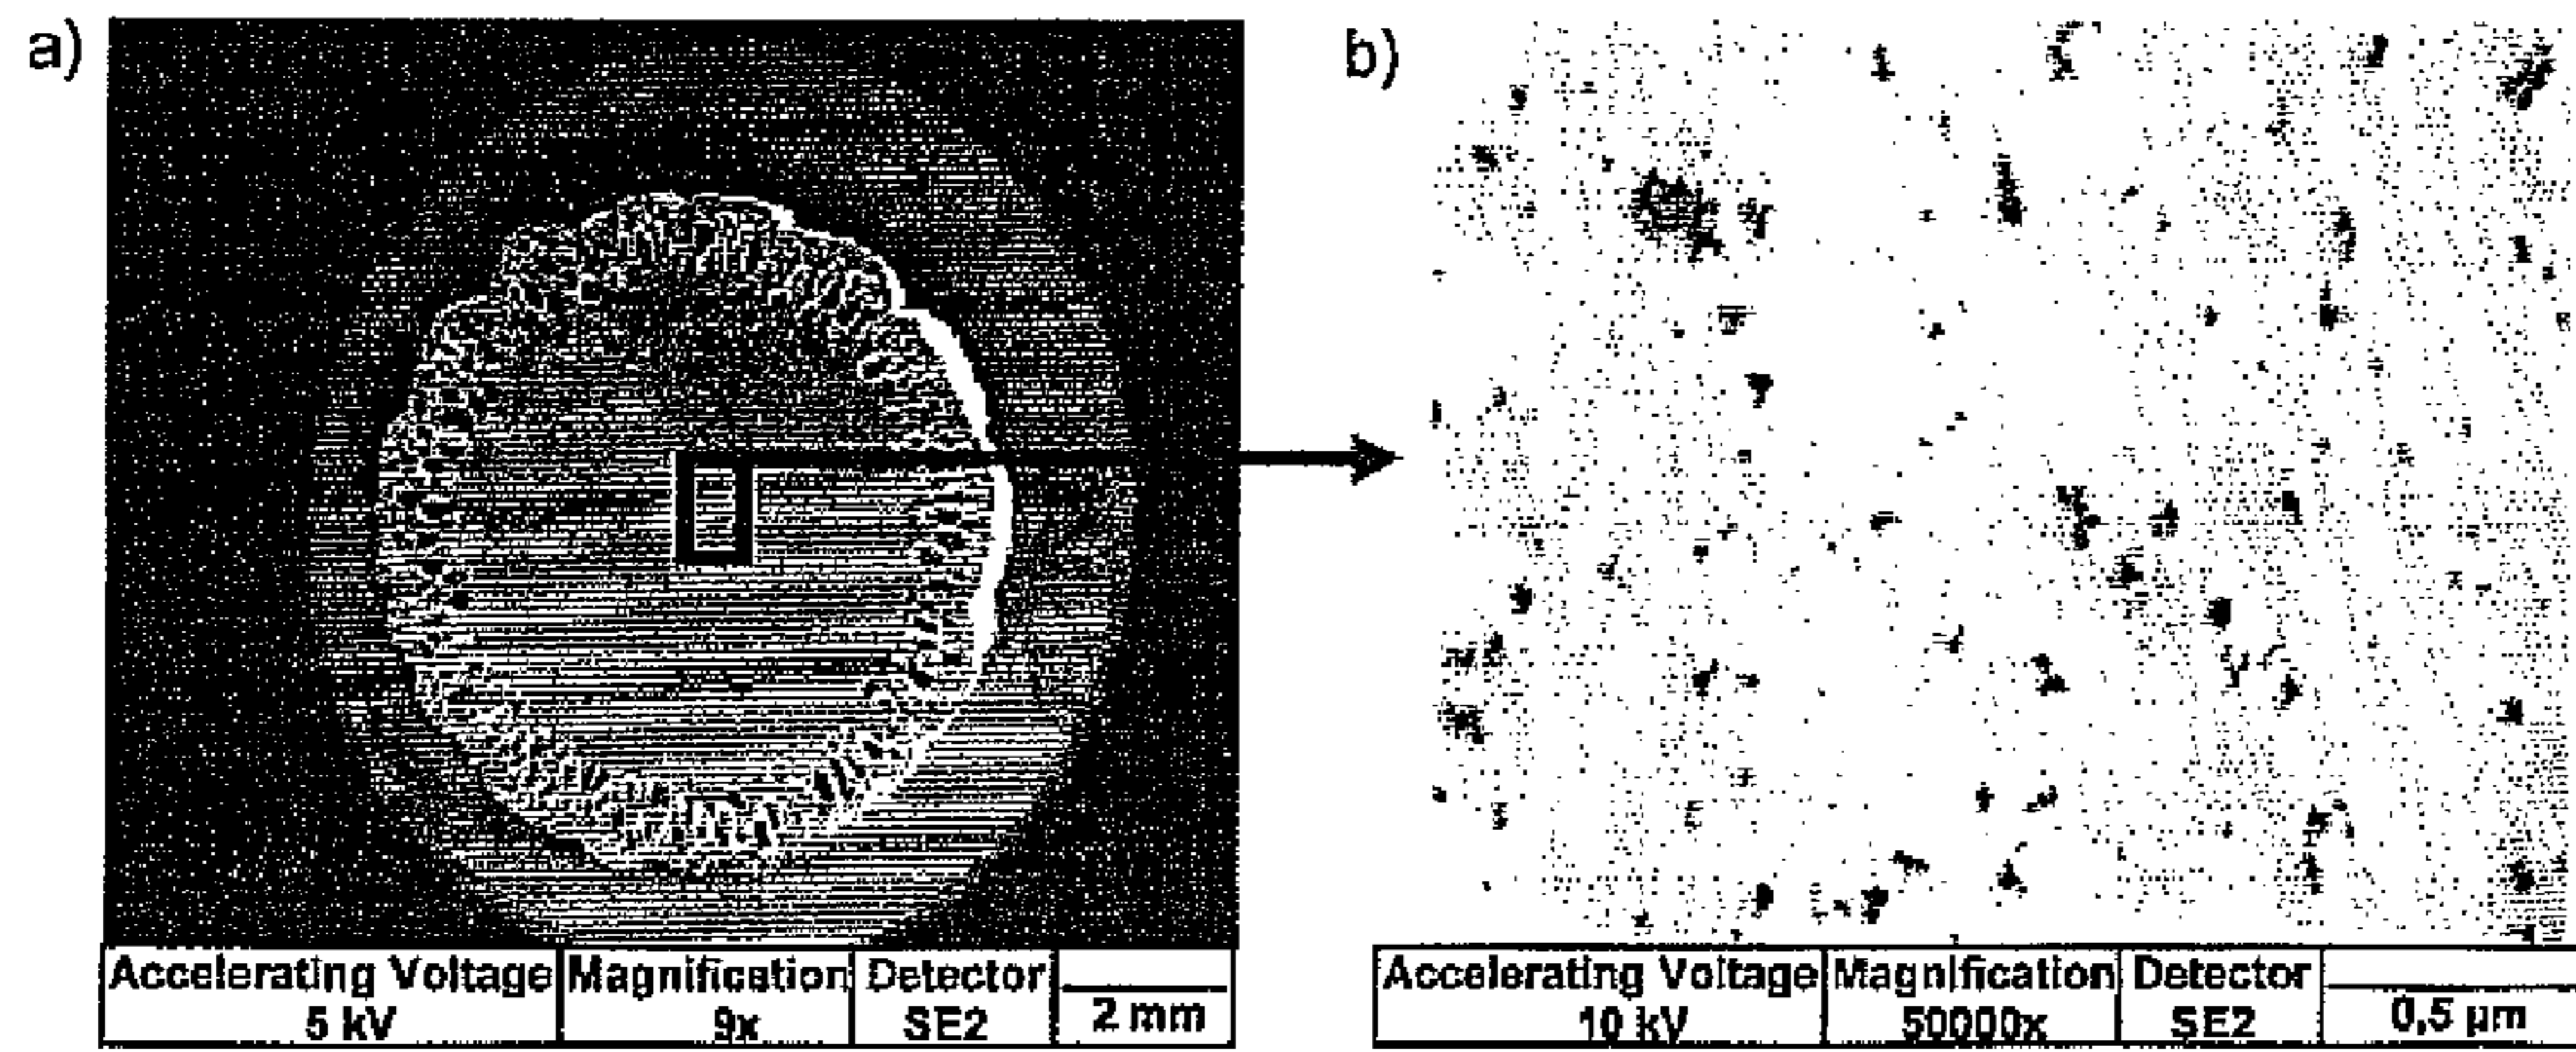 a)
b)
Accelerating Voltage Magnification Detector
5 kV 9x SE2 2 mm
Accelerating Voltage Magnification Detector
10 kV 50000x SE2 0,5 µm